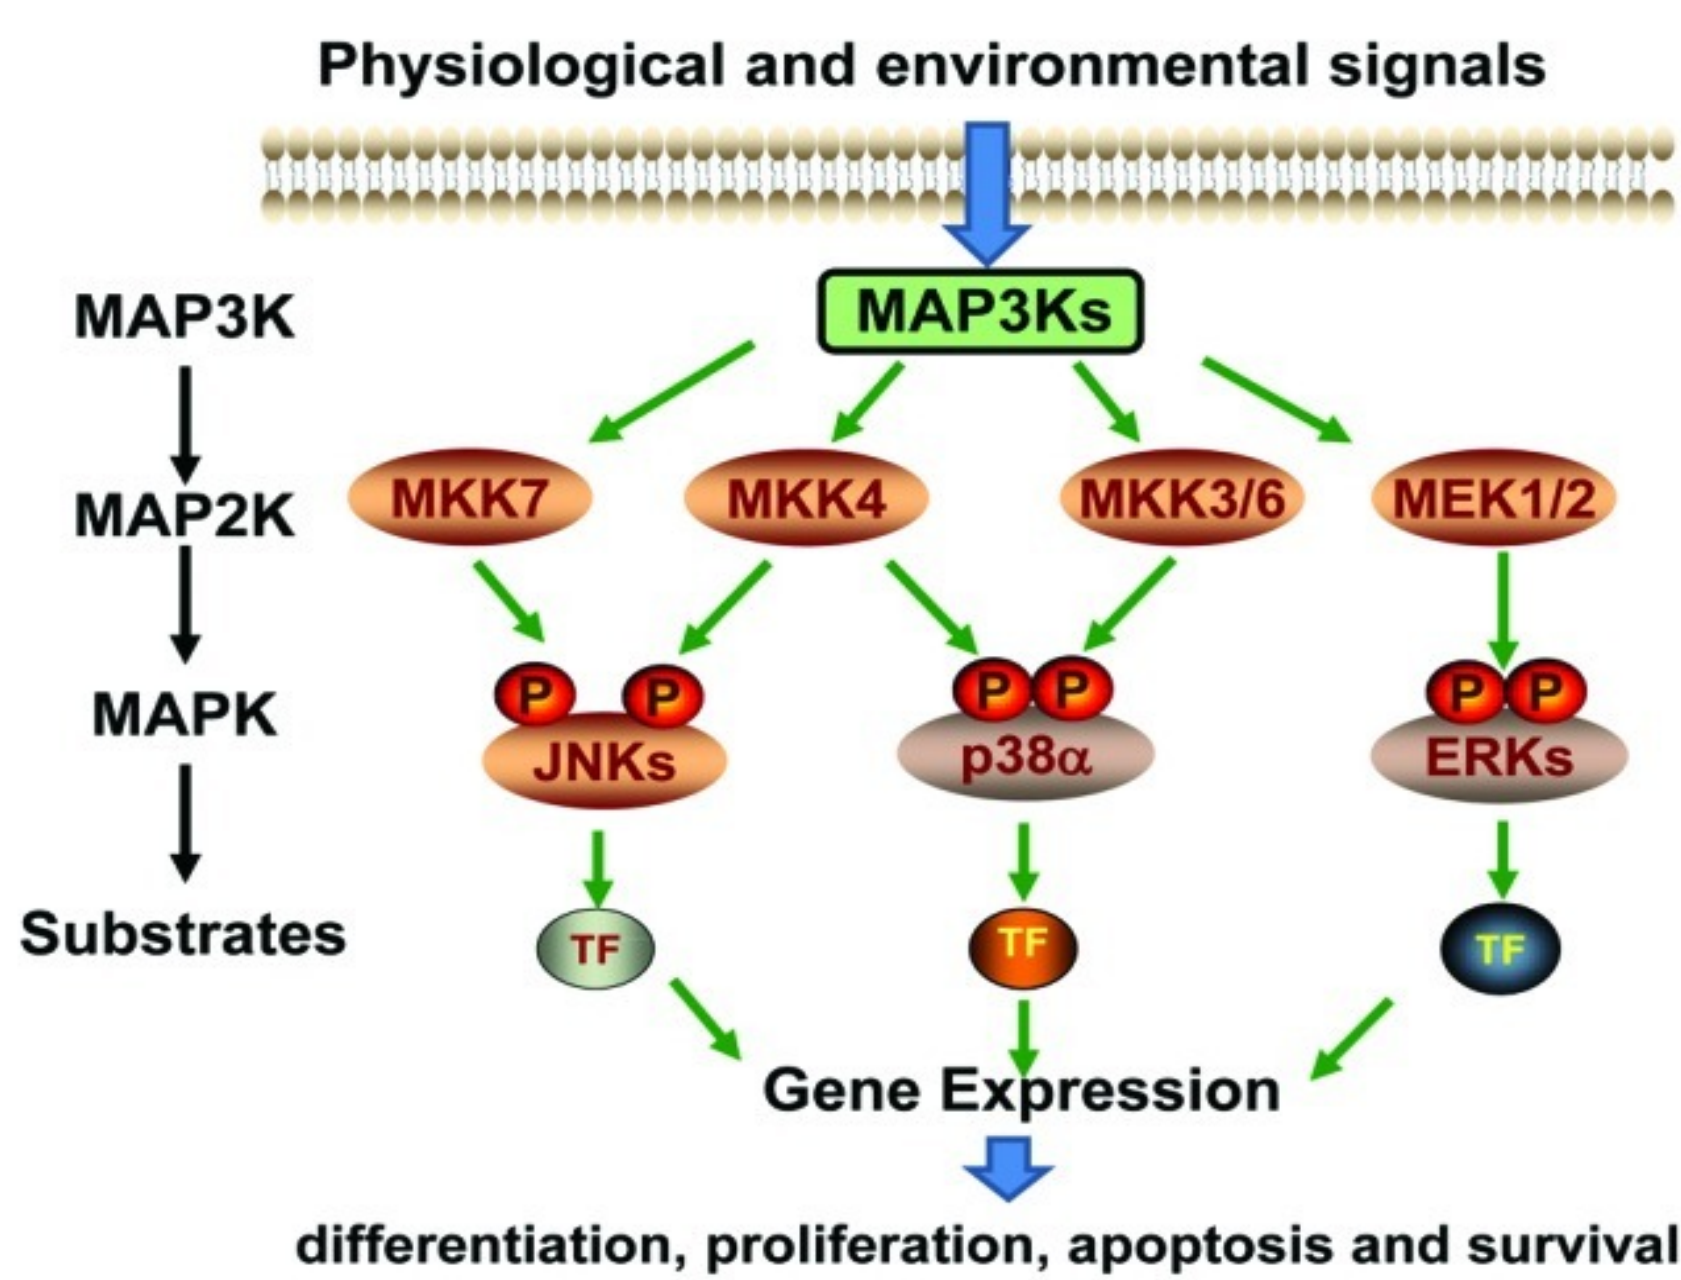 Physiological and environmental signals
MAP3K
MAP3Ks
MAP2K
MKK7
MKK4
MKK3/6
MEK1/2
MAPK
P
P
JNKs
P
P
p38α
P
P
ERKs
Substrates
TF
TF
TF
Gene Expression
differentiation, proliferation, apoptosis and survival